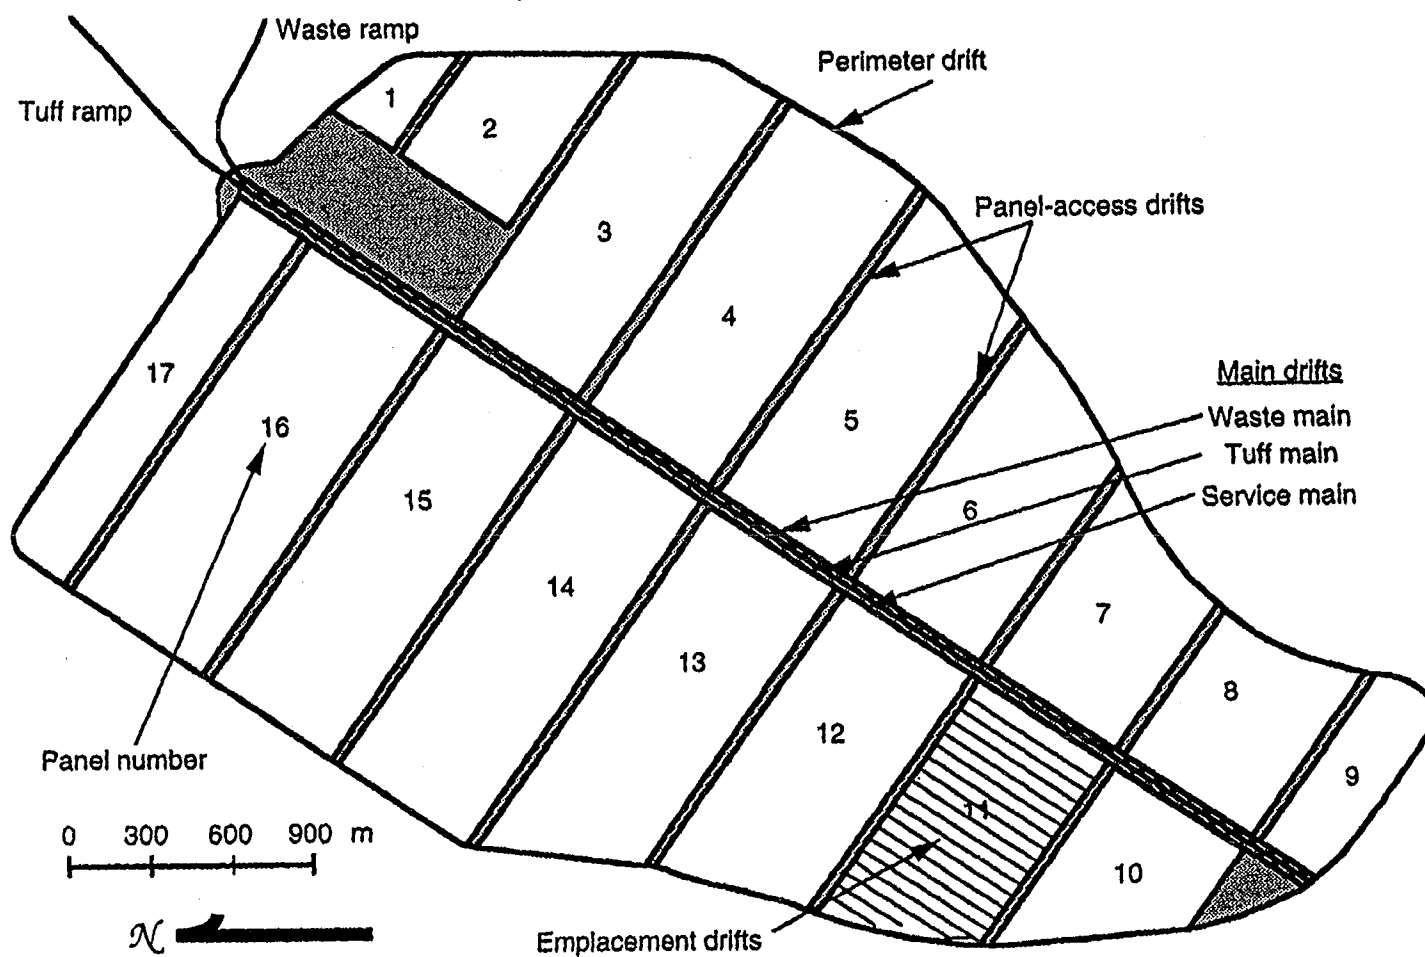 Waste ramp
Tuff ramp
Perimeter drift
Panel-access drifts
1
2
3
4
5
6
7
8
9
10
11
12
13
14
15
16
17
Main drifts
Waste main
Tuff main
Service main
Panel number
0 300 600 900 m
N
Emplacement drifts